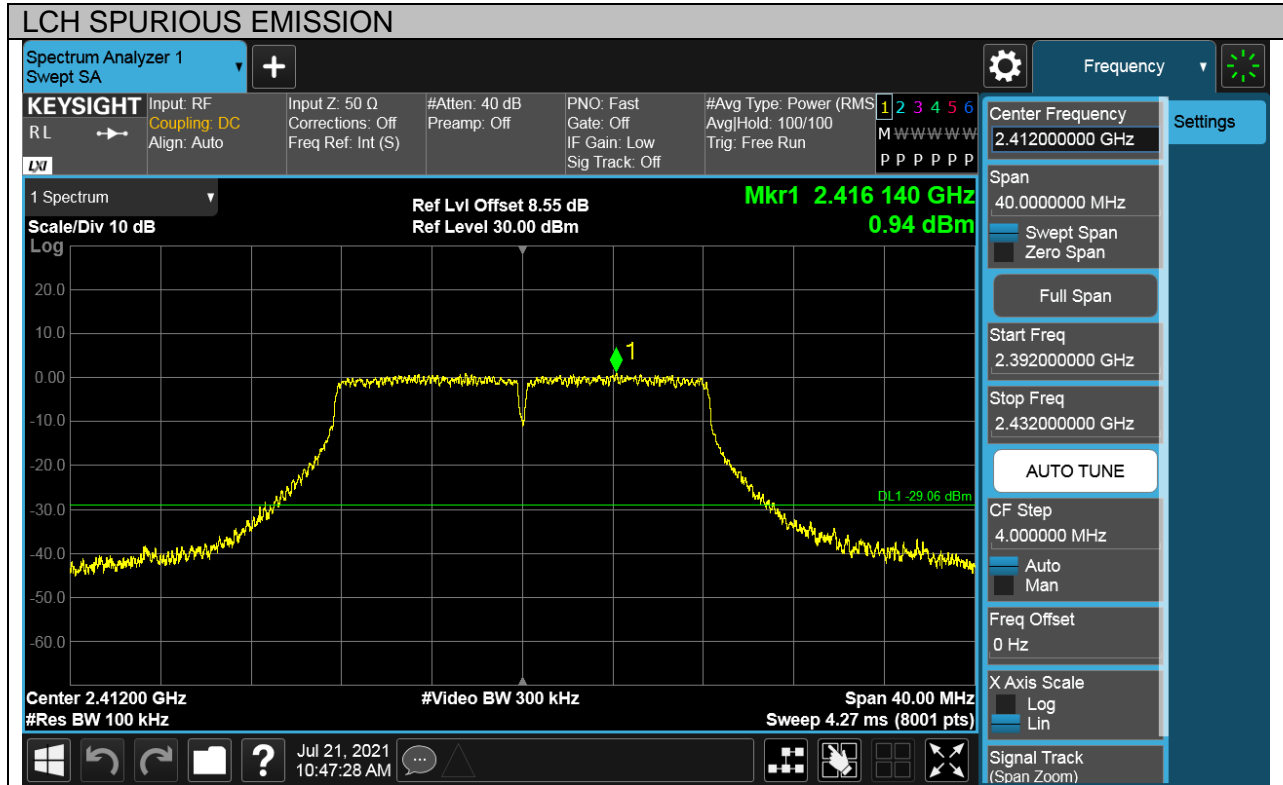 LCH SPURIOUS EMISSION
Spectrum Analyzer 1
Swept SA
+
Frequency
KEYSIGHT
RL
LXI
Input: RF
Coupling: DC
Align: Auto
Input Z: 50 Ω
Corrections: Off
Freq Ref: Int (S)
#Atten: 40 dB
Preamp: Off
PNO: Fast
Gate: Off
IF Gain: Low
Sig Track: Off
#Avg Type: Power (RMS
Avg|Hold: 100/100
Trig: Free Run
1 2 3 4 5 6
M W W W W W
P P P P P P
1 Spectrum
Scale/Div 10 dB
Log
Ref Lvl Offset 8.55 dB
Ref Level 30.00 dBm
Mkr1 2.416 140 GHz
0.94 dBm
20.0
10.0
0.00
-10.0
-20.0
-30.0
-40.0
-50.0
-60.0
1
DL1 -29.06 dBm
Center 2.41200 GHz
#Res BW 100 kHz
#Video BW 300 kHz
Span 40.00 MHz
Sweep 4.27 ms (8001 pts)
Center Frequency
2.412000000 GHz
Settings
Span
40.0000000 MHz
Swept Span
Zero Span
Full Span
Start Freq
2.392000000 GHz
Stop Freq
2.432000000 GHz
AUTO TUNE
CF Step
4.000000 MHz
Auto
Man
Freq Offset
0 Hz
X Axis Scale
Log
Lin
Signal Track
(Span Zoom)
?
Jul 21, 2021
10:47:28 AM